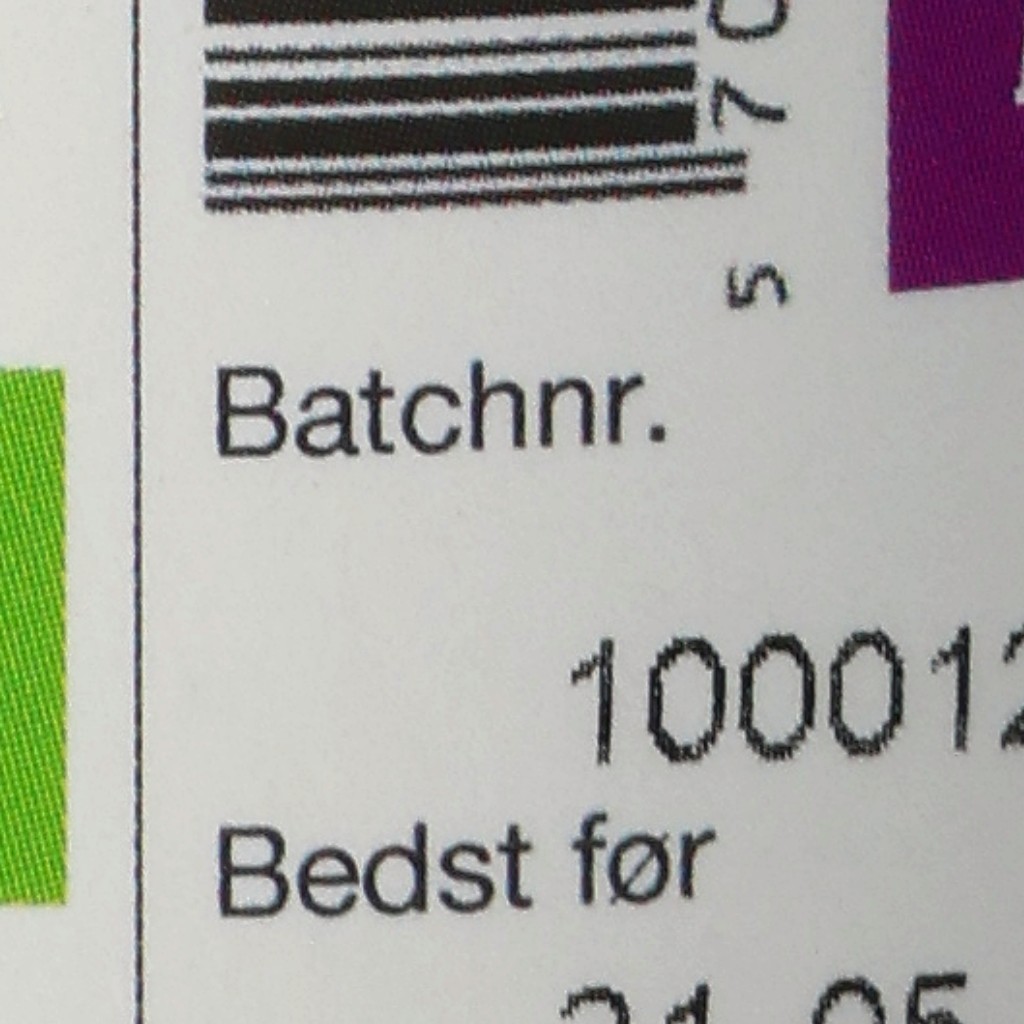 5 70
Batchnr.
10001
Bedst før